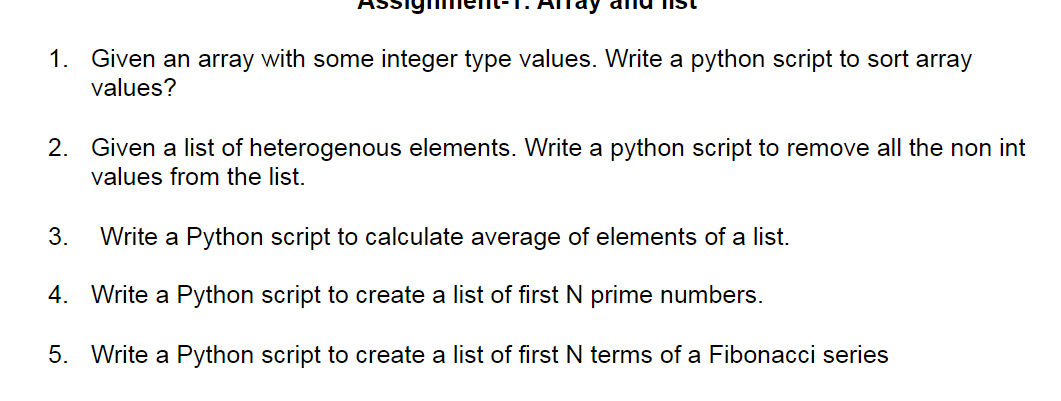 Assignment-1: Array and list
1. Given an array with some integer type values. Write a python script to sort array
values?
2. Given a list of heterogenous elements. Write a python script to remove all the non int
values from the list.
3. Write a Python script to calculate average of elements of a list.
4. Write a Python script to create a list of first N prime numbers.
5. Write a Python script to create a list of first N terms of a Fibonacci series